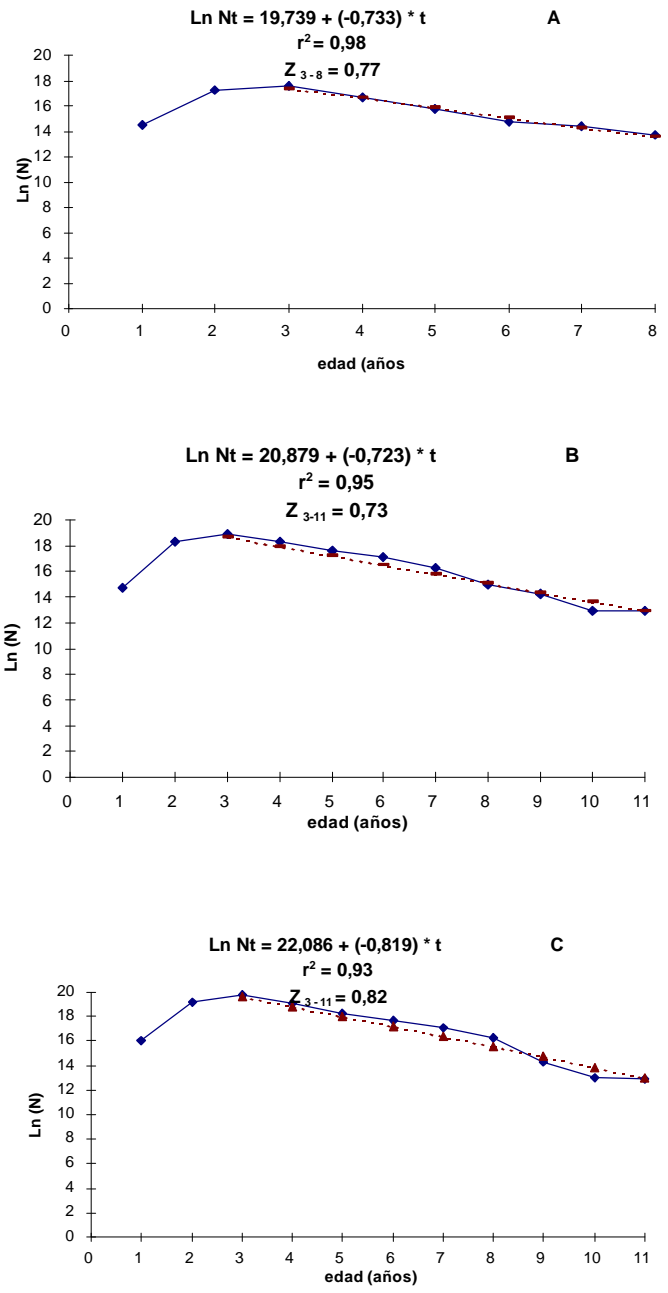 Ln Nt = 19,739 + (-0,733) * t A
r² = 0,98
Z 3-8 = 0,77
20
18
16
14
12
10
8
6
4
2
0
Ln (N)
0 1 2 3 4 5 6 7 8
edad (años
Ln Nt = 20,879 + (-0,723) * t B
r² = 0,95
Z 3-11 = 0,73
20
18
16
14
12
10
8
6
4
2
0
Ln (N)
0 1 2 3 4 5 6 7 8 9 10 11
edad (años)
Ln Nt = 22,086 + (-0,819) * t C
r² = 0,93
Z 3-11 = 0,82
20
18
16
14
12
10
8
6
4
2
0
Ln (N)
0 1 2 3 4 5 6 7 8 9 10 11
edad (años)